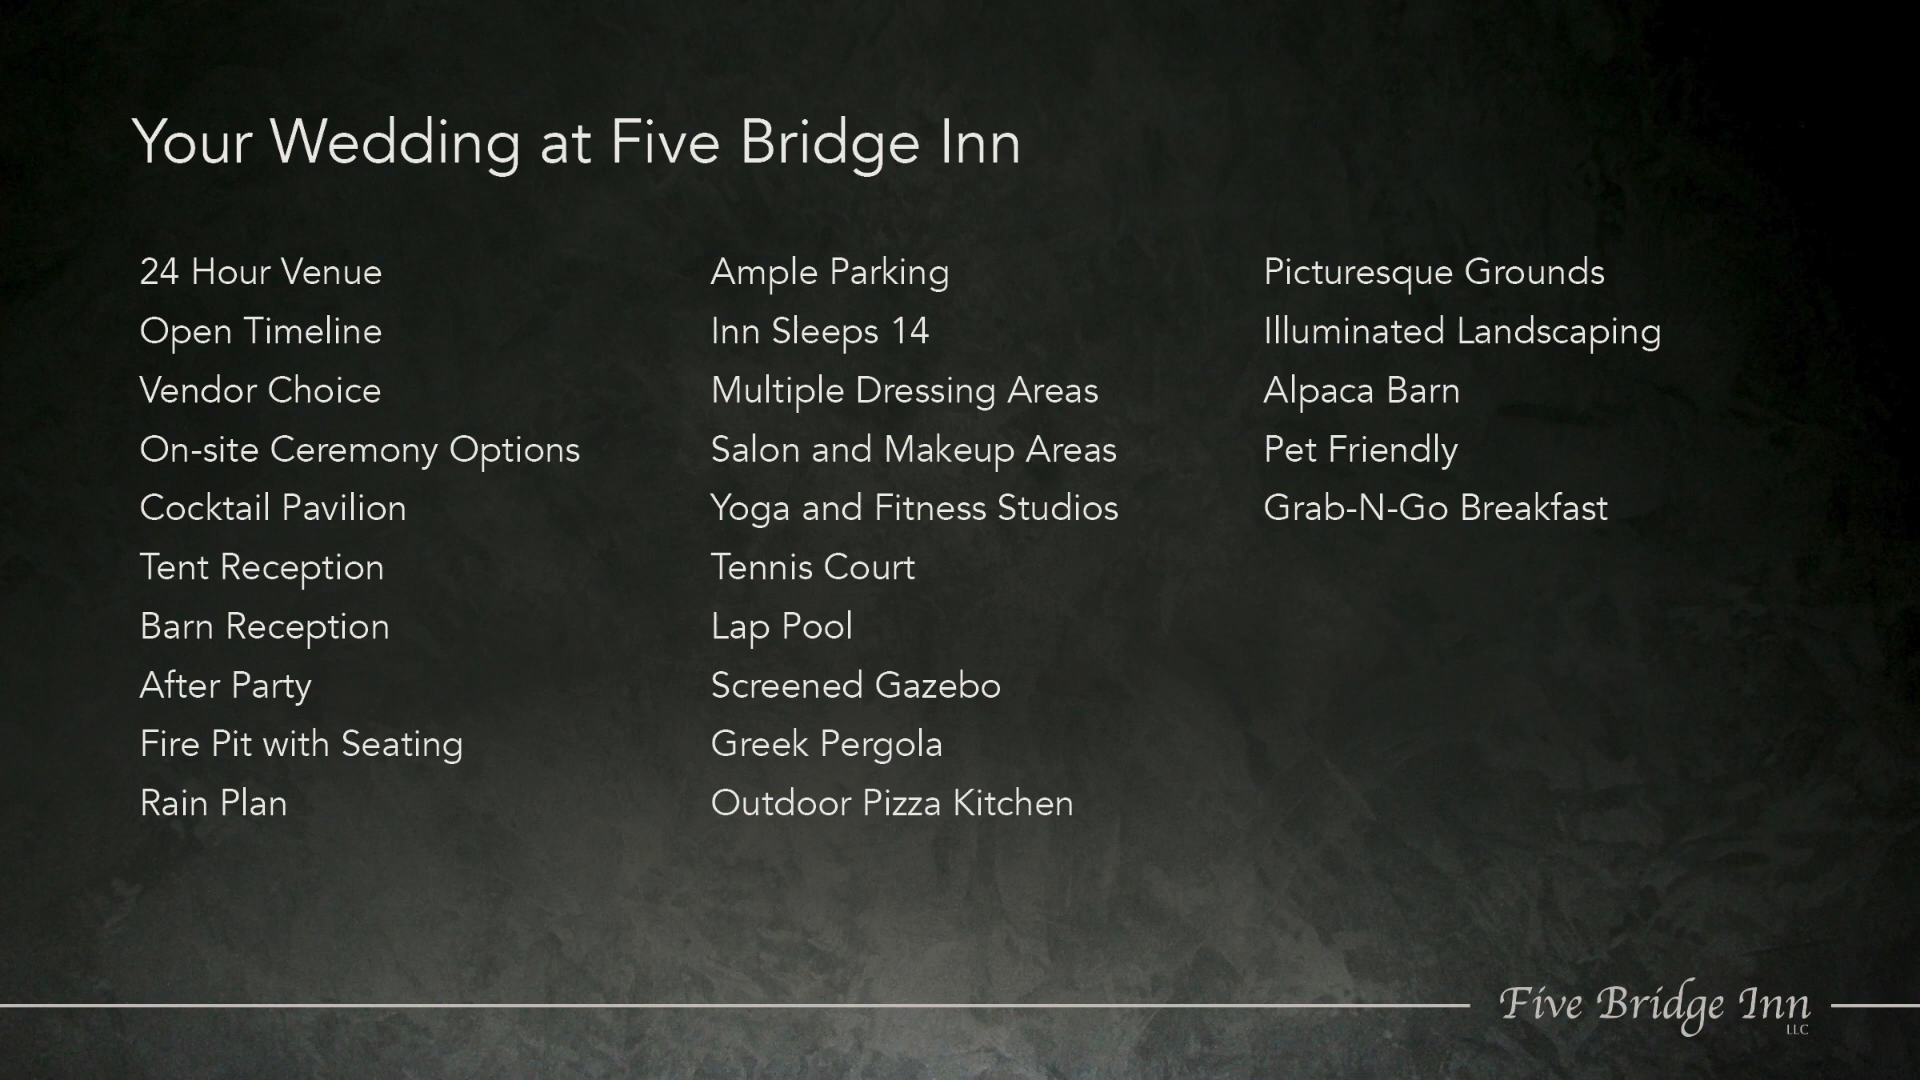 Your Wedding at Five Bridge Inn
24 Hour Venue
Open Timeline
Vendor Choice
On-site Ceremony Options
Cocktail Pavilion
Tent Reception
Barn Reception
After Party
Fire Pit with Seating
Rain Plan
Ample Parking
Inn Sleeps 14
Multiple Dressing Areas
Salon and Makeup Areas
Yoga and Fitness Studios
Tennis Court
Lap Pool
Screened Gazebo
Greek Pergola
Outdoor Pizza Kitchen
Picturesque Grounds
Illuminated Landscaping
Alpaca Barn
Pet Friendly
Grab-N-Go Breakfast
Five Bridge Inn
LLC